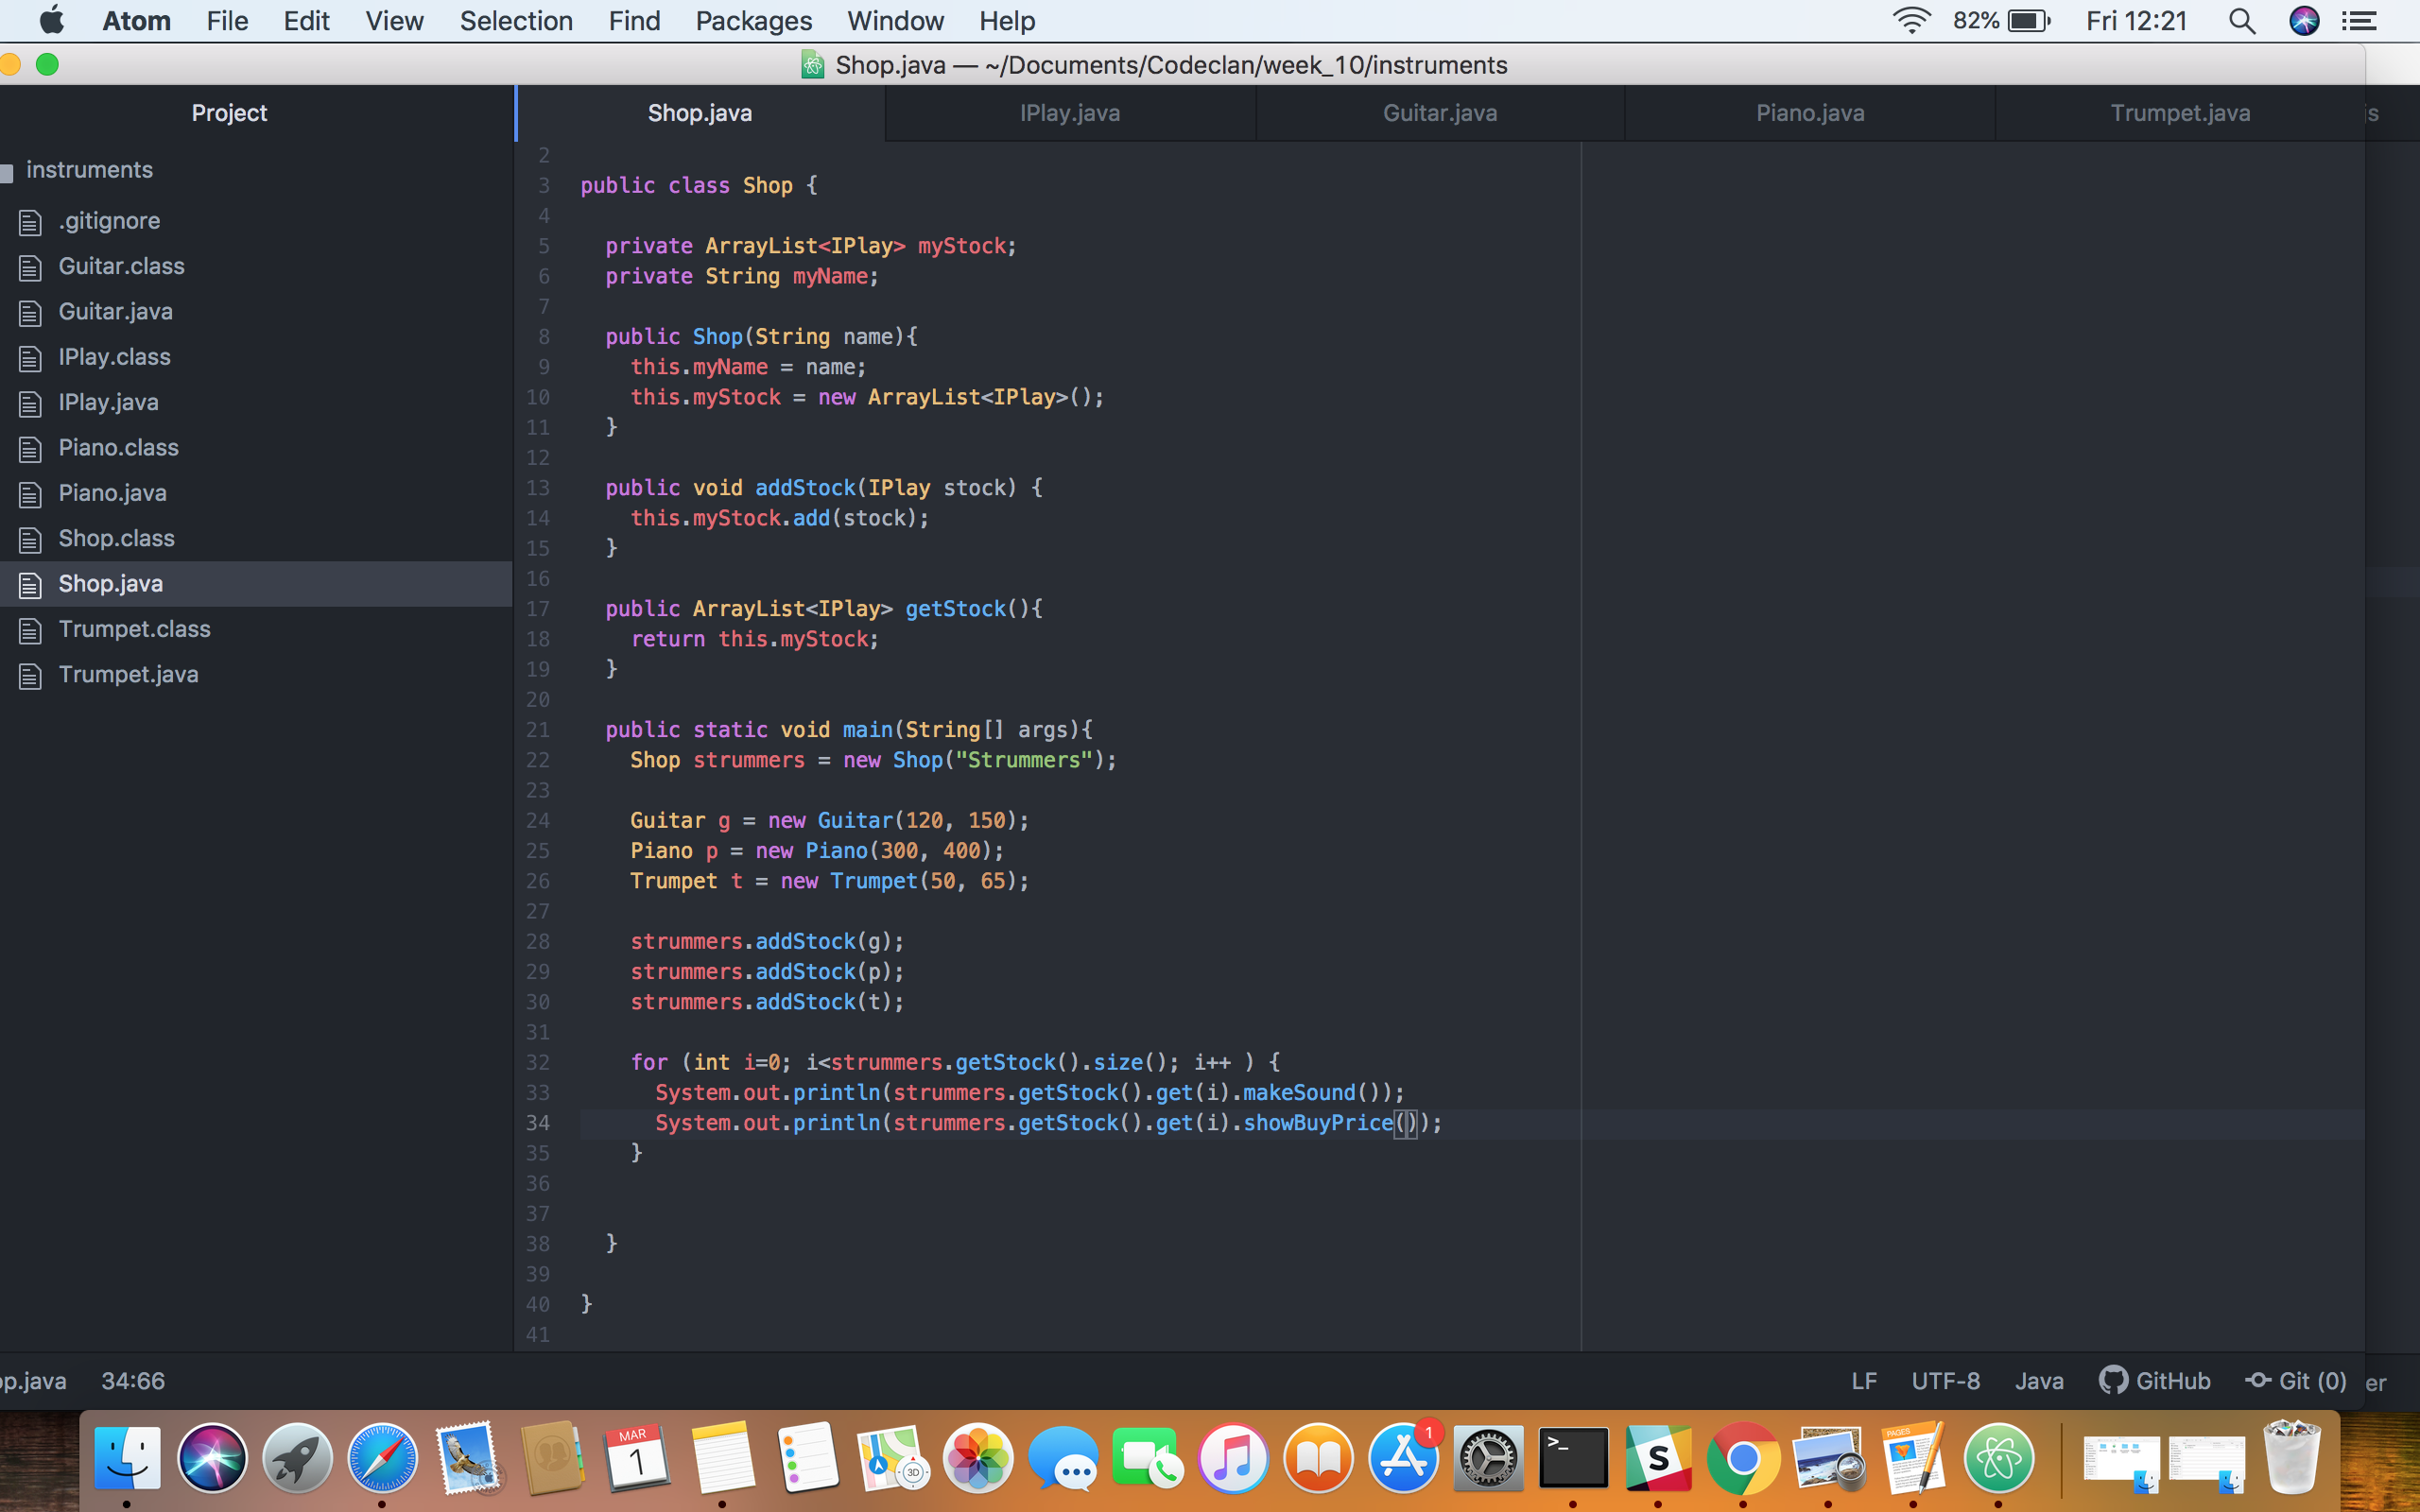 Atom File Edit View Selection Find Packages Window Help 82% Fri 12:21
Shop.java — ~/Documents/Codeclan/week_10/instruments
Project
instruments
.gitignore
Guitar.class
Guitar.java
IPlay.class
IPlay.java
Piano.class
Piano.java
Shop.class
Shop.java
Trumpet.class
Trumpet.java
Shop.java IPlay.java Guitar.java Piano.java Trumpet.java is
2
3 public class Shop {
4
5 private ArrayList<IPlay> myStock;
6 private String myName;
7
8 public Shop(String name){
9 this.myName = name;
10 this.myStock = new ArrayList<IPlay>();
11 }
12
13 public void addStock(IPlay stock) {
14 this.myStock.add(stock);
15 }
16
17 public ArrayList<IPlay> getStock(){
18 return this.myStock;
19 }
20
21 public static void main(String[] args){
22 Shop strummers = new Shop("Strummers");
23
24 Guitar g = new Guitar(120, 150);
25 Piano p = new Piano(300, 400);
26 Trumpet t = new Trumpet(50, 65);
27
28 strummers.addStock(g);
29 strummers.addStock(p);
30 strummers.addStock(t);
31
32 for (int i=0; i<strummers.getStock().size(); i++ ) {
33 System.out.println(strummers.getStock().get(i).makeSound());
34 System.out.println(strummers.getStock().get(i).showBuyPrice());
35 }
36
37
38 }
39
40 }
41
op.java 34:66 LF UTF-8 Java GitHub Git (0) er
MAR
1
3D
1
>_
S
PAGES